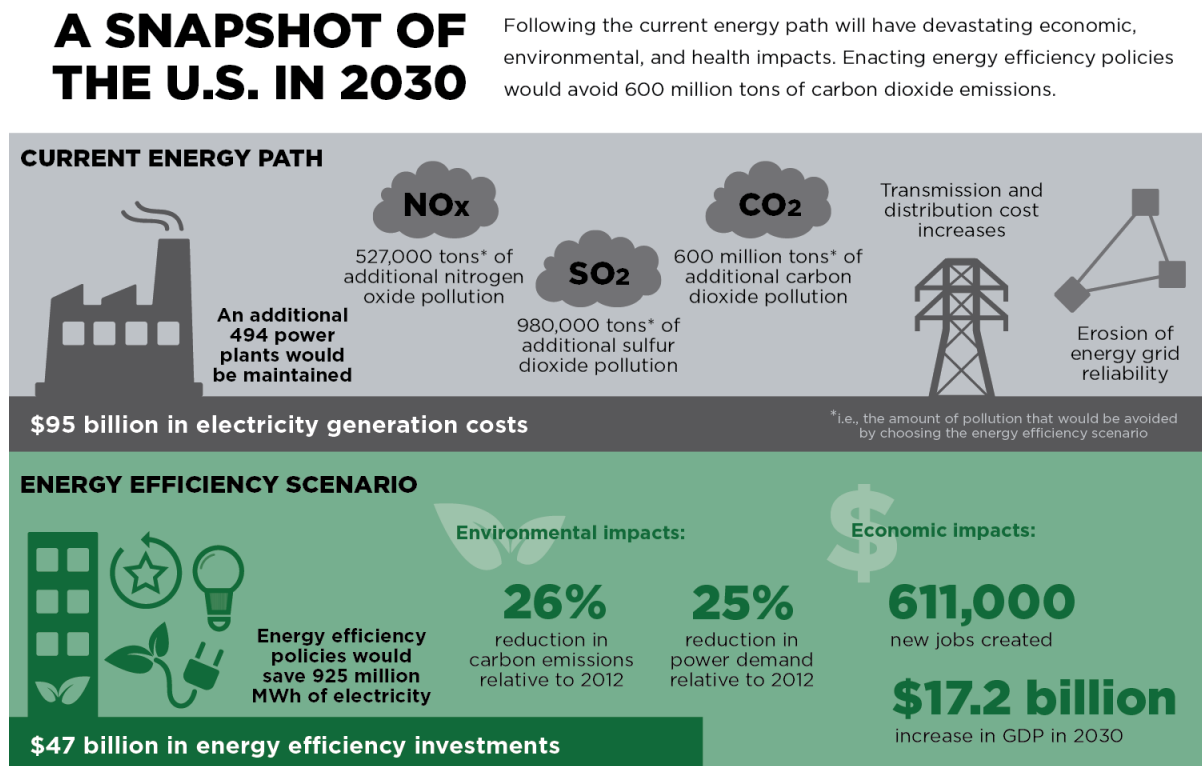 A SNAPSHOT OF
THE U.S. IN 2030
Following the current energy path will have devastating economic,
environmental, and health impacts. Enacting energy efficiency policies
would avoid 600 million tons of carbon dioxide emissions.
CURRENT ENERGY PATH
An additional
494 power
plants would
be maintained
NOx
527,000 tons* of
additional nitrogen
oxide pollution
SO2
980,000 tons* of
additional sulfur
dioxide pollution
CO2
600 million tons* of
additional carbon
dioxide pollution
Transmission and
distribution cost
increases
Erosion of
energy grid
reliability
$95 billion in electricity generation costs
*i.e., the amount of pollution that would be avoided
by choosing the energy efficiency scenario
ENERGY EFFICIENCY SCENARIO
Energy efficiency
policies would
save 925 million
MWh of electricity
Environmental impacts:
26%
reduction in
carbon emissions
relative to 2012
25%
reduction in
power demand
relative to 2012
$
Economic impacts:
611,000
new jobs created
$17.2 billion
increase in GDP in 2030
$47 billion in energy efficiency investments